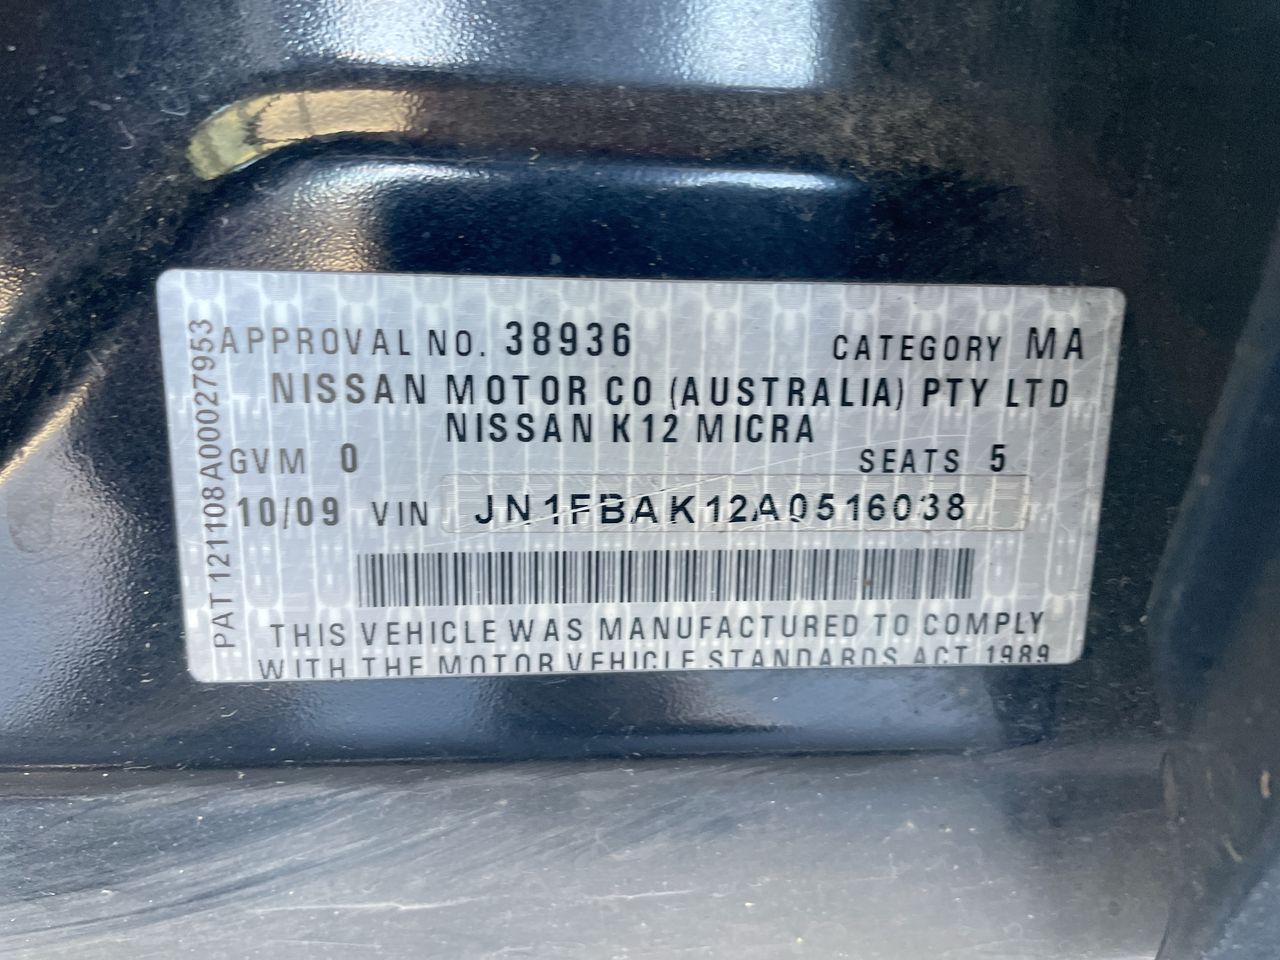 APPROVAL NO. 38936 CATEGORY MA
NISSAN MOTOR CO (AUSTRALIA) PTY LTD
NISSAN K12 MICRA
GVM 0 SEATS 5
10/09 VIN JN1FBAK12A0516038
THIS VEHICLE WAS MANUFACTURED TO COMPLY
WITH THE MOTOR VEHICLE STANDARDS ACT 1989
PAT 121108A00027953